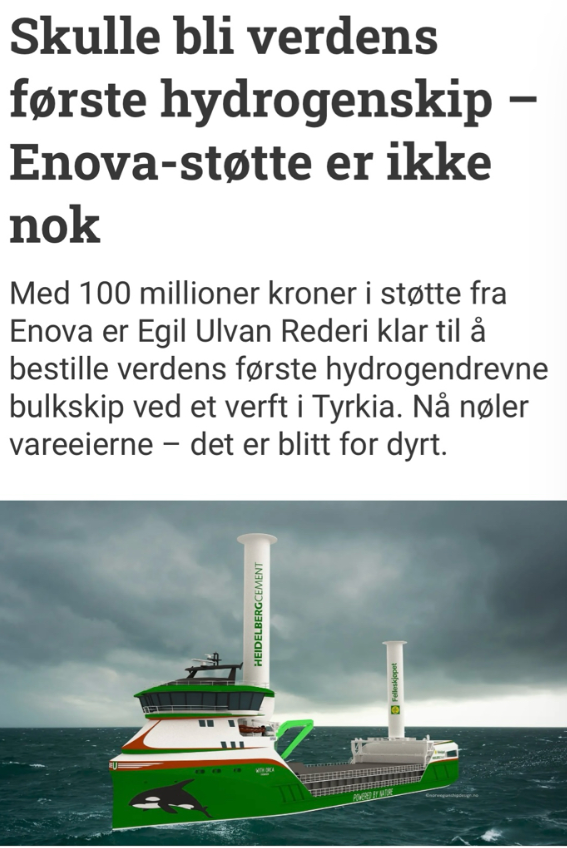 Skulle bli verdens
første hydrogenskip –
Enova-støtte er ikke
nok
Med 100 millioner kroner i støtte fra
Enova er Egil Ulvan Rederi klar til å
bestille verdens første hydrogendrevne
bulkskip ved et verft i Tyrkia. Nå nøler
vareeierne – det er blitt for dyrt.
HEIDELBERGCEMENT
Felleskjøpet
WITH ORCA
POWERED BY NATURE